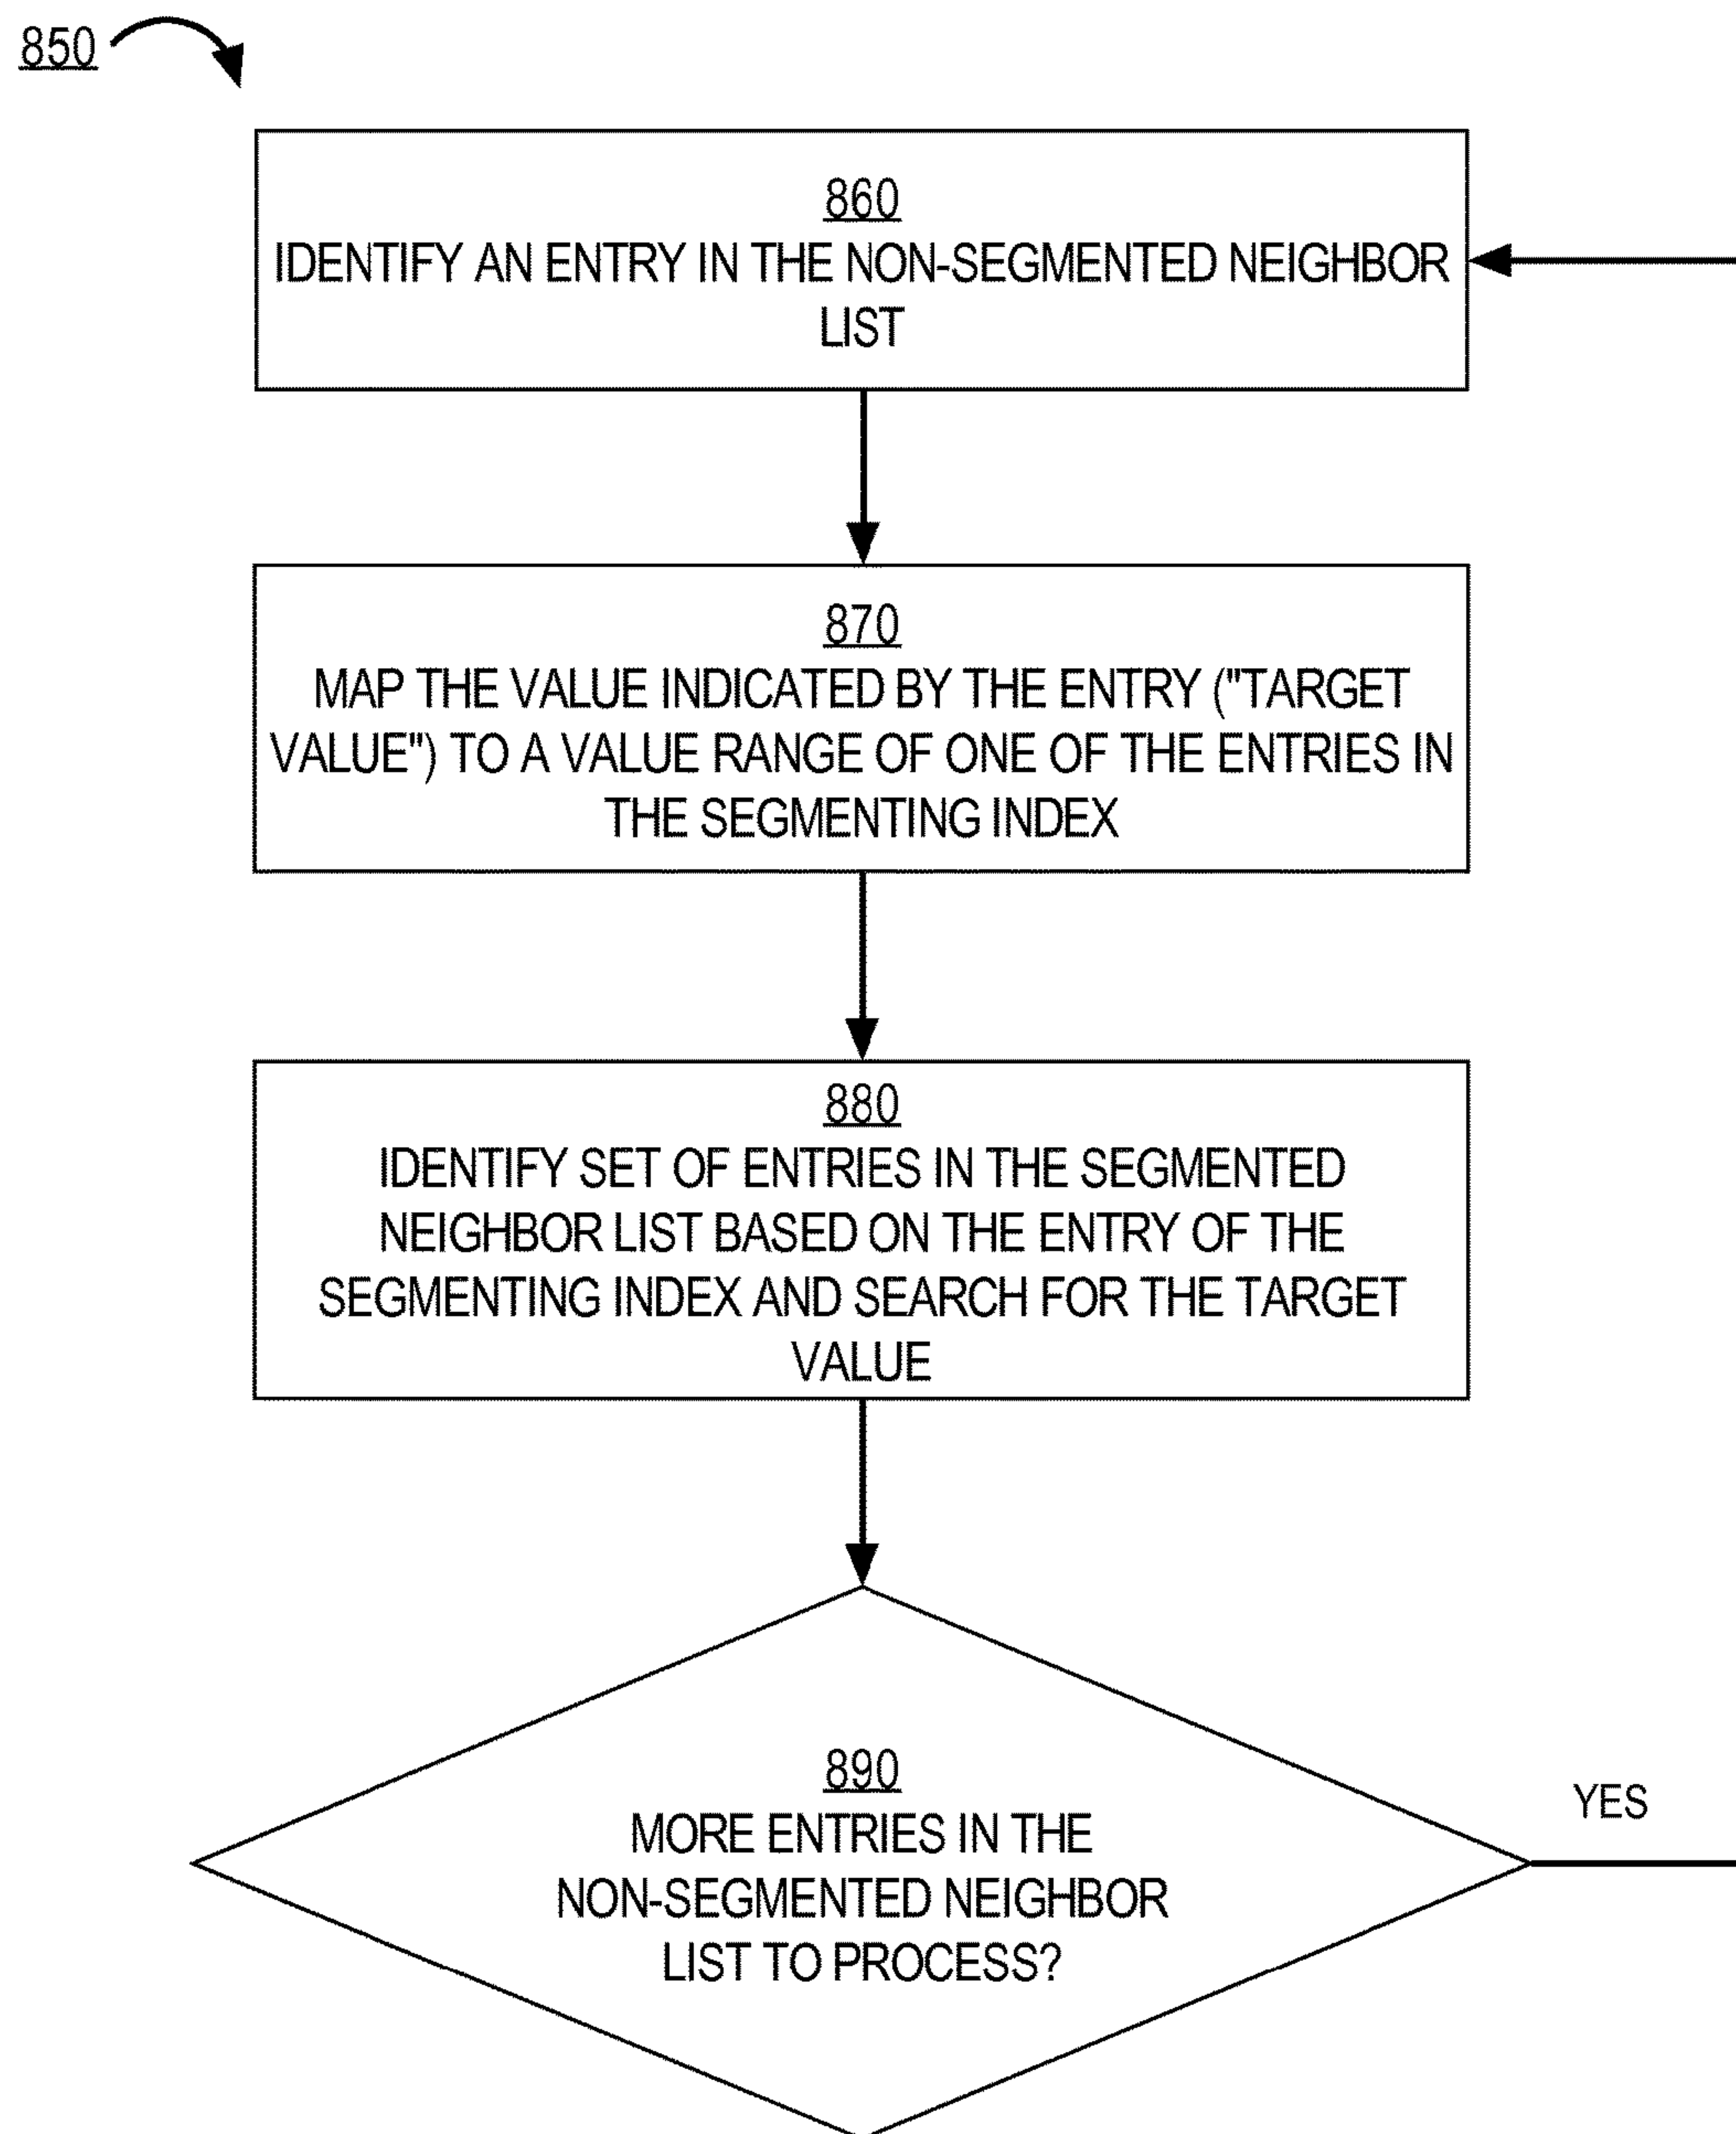 850
860
IDENTIFY AN ENTRY IN THE NON-SEGMENTED NEIGHBOR
LIST
870
MAP THE VALUE INDICATED BY THE ENTRY ("TARGET
VALUE") TO A VALUE RANGE OF ONE OF THE ENTRIES IN
THE SEGMENTING INDEX
880
IDENTIFY SET OF ENTRIES IN THE SEGMENTED
NEIGHBOR LIST BASED ON THE ENTRY OF THE
SEGMENTING INDEX AND SEARCH FOR THE TARGET
VALUE
890
MORE ENTRIES IN THE
NON-SEGMENTED NEIGHBOR
LIST TO PROCESS?
YES